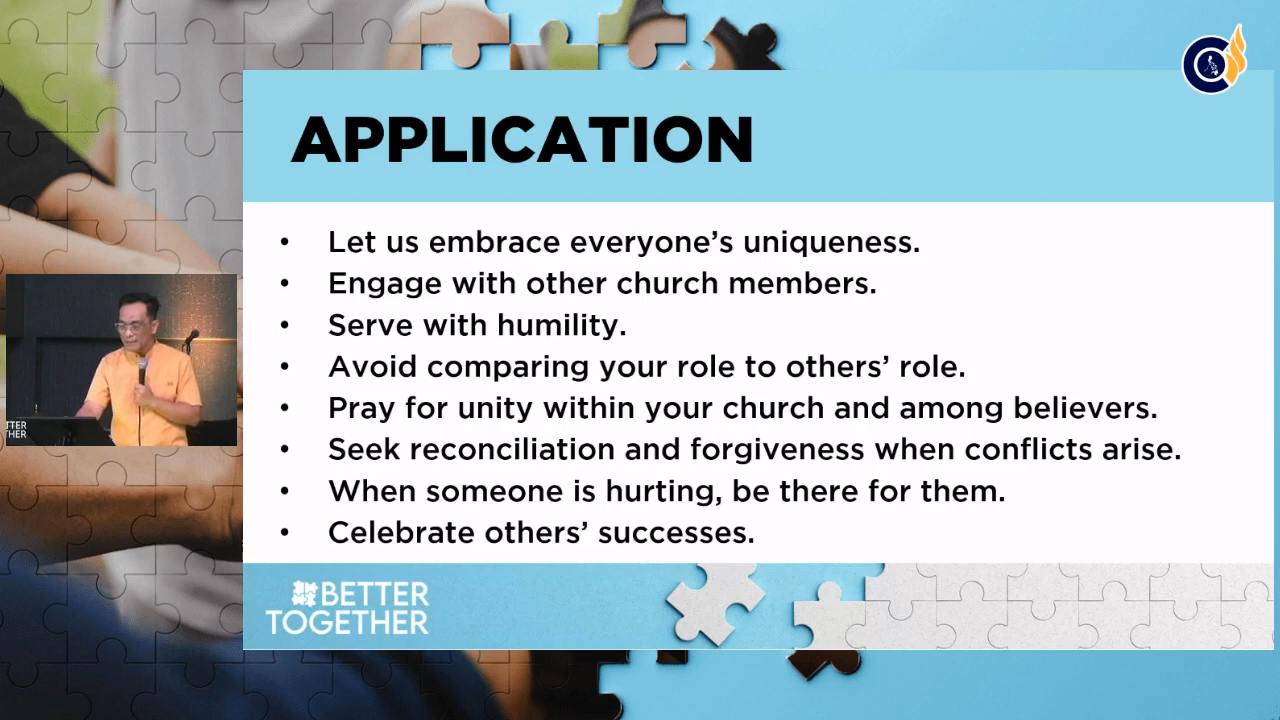 APPLICATION
• Let us embrace everyone’s uniqueness.
• Engage with other church members.
• Serve with humility.
• Avoid comparing your role to others’ role.
• Pray for unity within your church and among believers.
• Seek reconciliation and forgiveness when conflicts arise.
• When someone is hurting, be there for them.
• Celebrate others’ successes.
TTER
HER
BETTER
TOGETHER